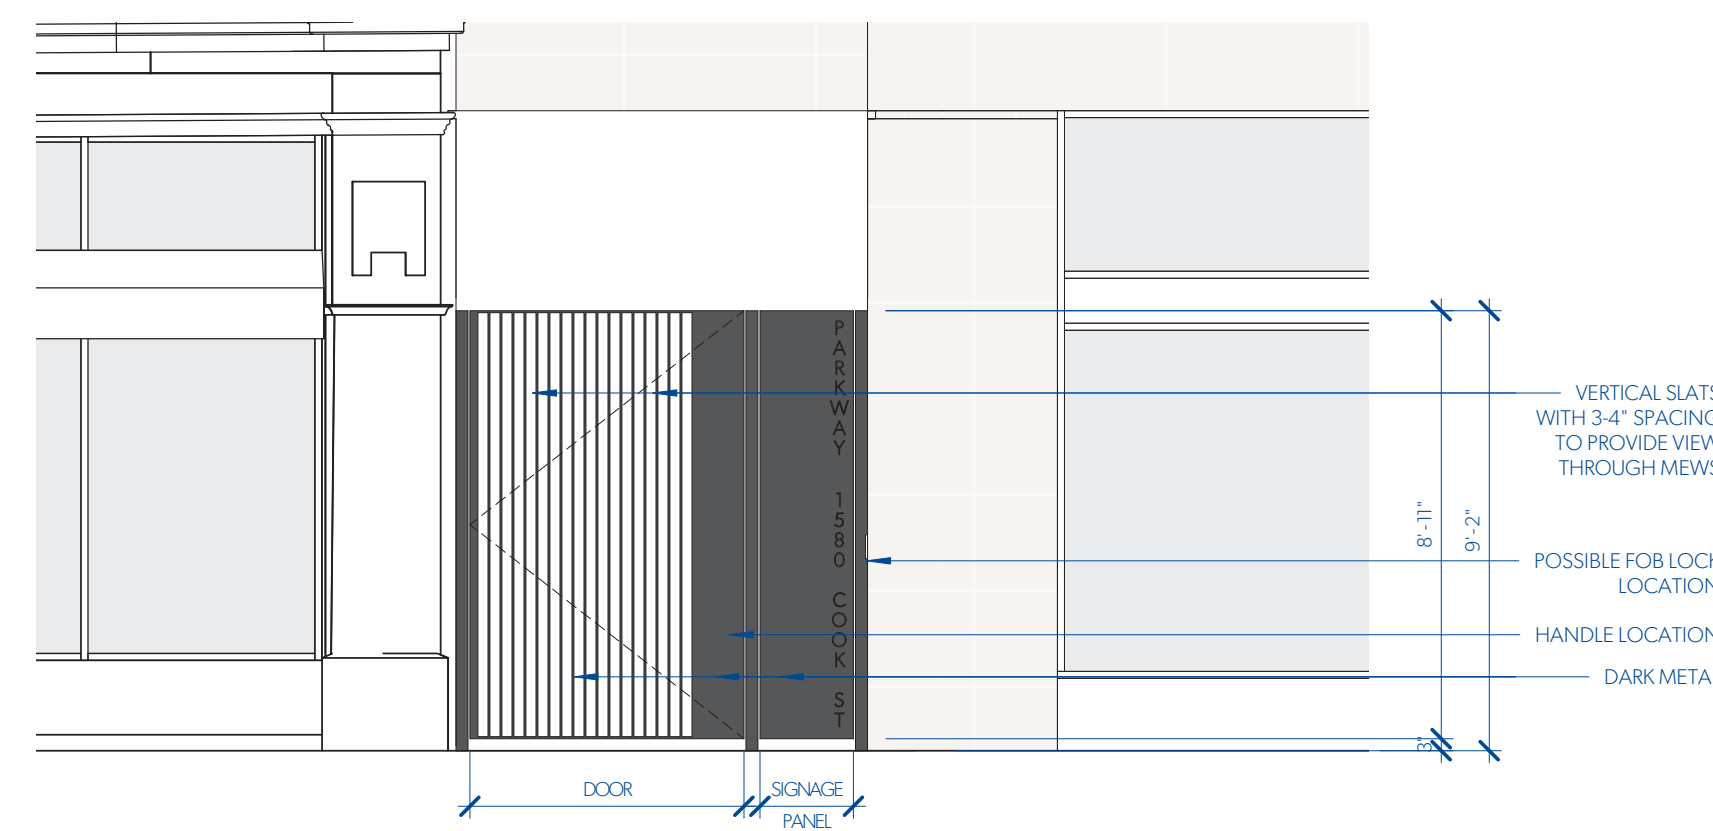 PARKWAY 1580 COOK ST
VERTICAL SLATS
WITH 3-4" SPACING
TO PROVIDE VIEW
THROUGH MEWS
8'-11"
9'-2"
POSSIBLE FOB LOCK
LOCATION
HANDLE LOCATION
DARK META
3"
DOOR
SIGNAGE
PANEL